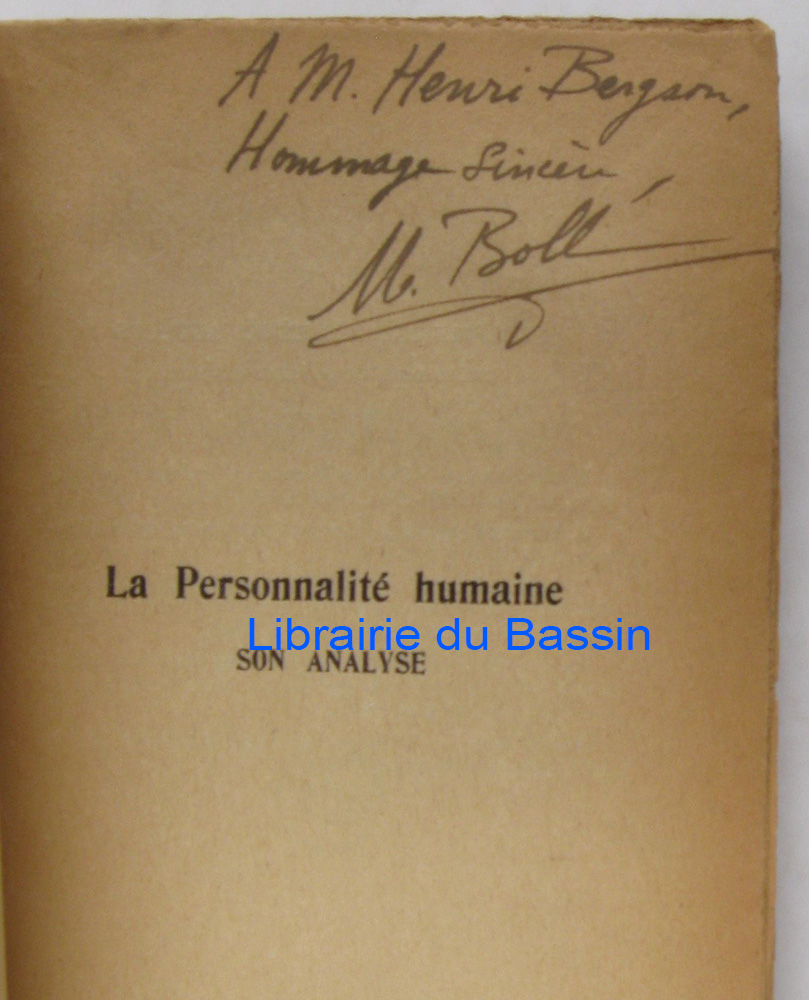 A M. Henri Bergson,
Hommage sincère,
M. Boll
La Personnalité humaine
Librairie du Bassin
SON ANALYSE